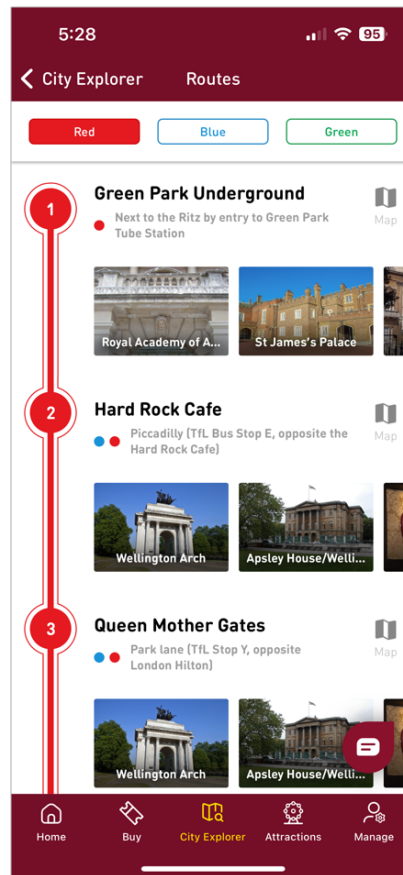 5:28
95
City Explorer
Routes
Red
Blue
Green
1
Green Park Underground
Next to the Ritz by entry to Green Park
Tube Station
Map
Royal Academy of A...
St James's Palace
2
Hard Rock Cafe
Piccadilly (TfL Bus Stop E, opposite the
Hard Rock Cafe)
Map
Wellington Arch
Apsley House/Welli...
3
Queen Mother Gates
Park lane (TfL Stop Y, opposite
London Hilton)
Map
Wellington Arch
Apsley House/Welli...
Home
Buy
City Explorer
Attractions
Manage